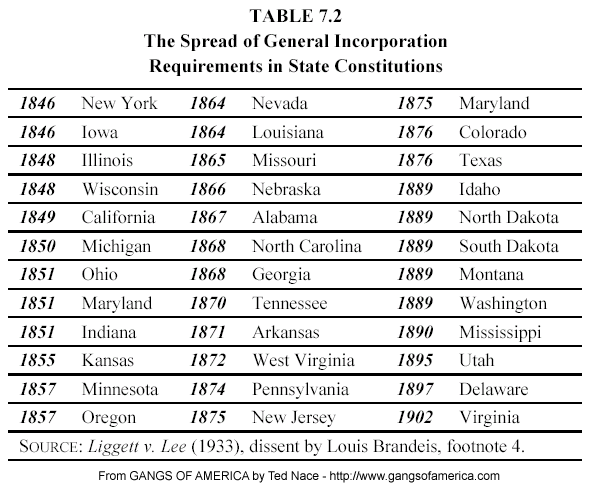 TABLE 7.2
The Spread of General Incorporation
Requirements in State Constitutions
1846 New York 1864 Nevada 1875 Maryland
1846 Iowa 1864 Louisiana 1876 Colorado
1848 Illinois 1865 Missouri 1876 Texas
1848 Wisconsin 1866 Nebraska 1889 Idaho
1849 California 1867 Alabama 1889 North Dakota
1850 Michigan 1868 North Carolina 1889 South Dakota
1851 Ohio 1868 Georgia 1889 Montana
1851 Maryland 1870 Tennessee 1889 Washington
1851 Indiana 1871 Arkansas 1890 Mississippi
1855 Kansas 1872 West Virginia 1895 Utah
1857 Minnesota 1874 Pennsylvania 1897 Delaware
1857 Oregon 1875 New Jersey 1902 Virginia
SOURCE: Liggett v. Lee (1933), dissent by Louis Brandeis, footnote 4.
From GANGS OF AMERICA by Ted Nace - http://www.gangsofamerica.com